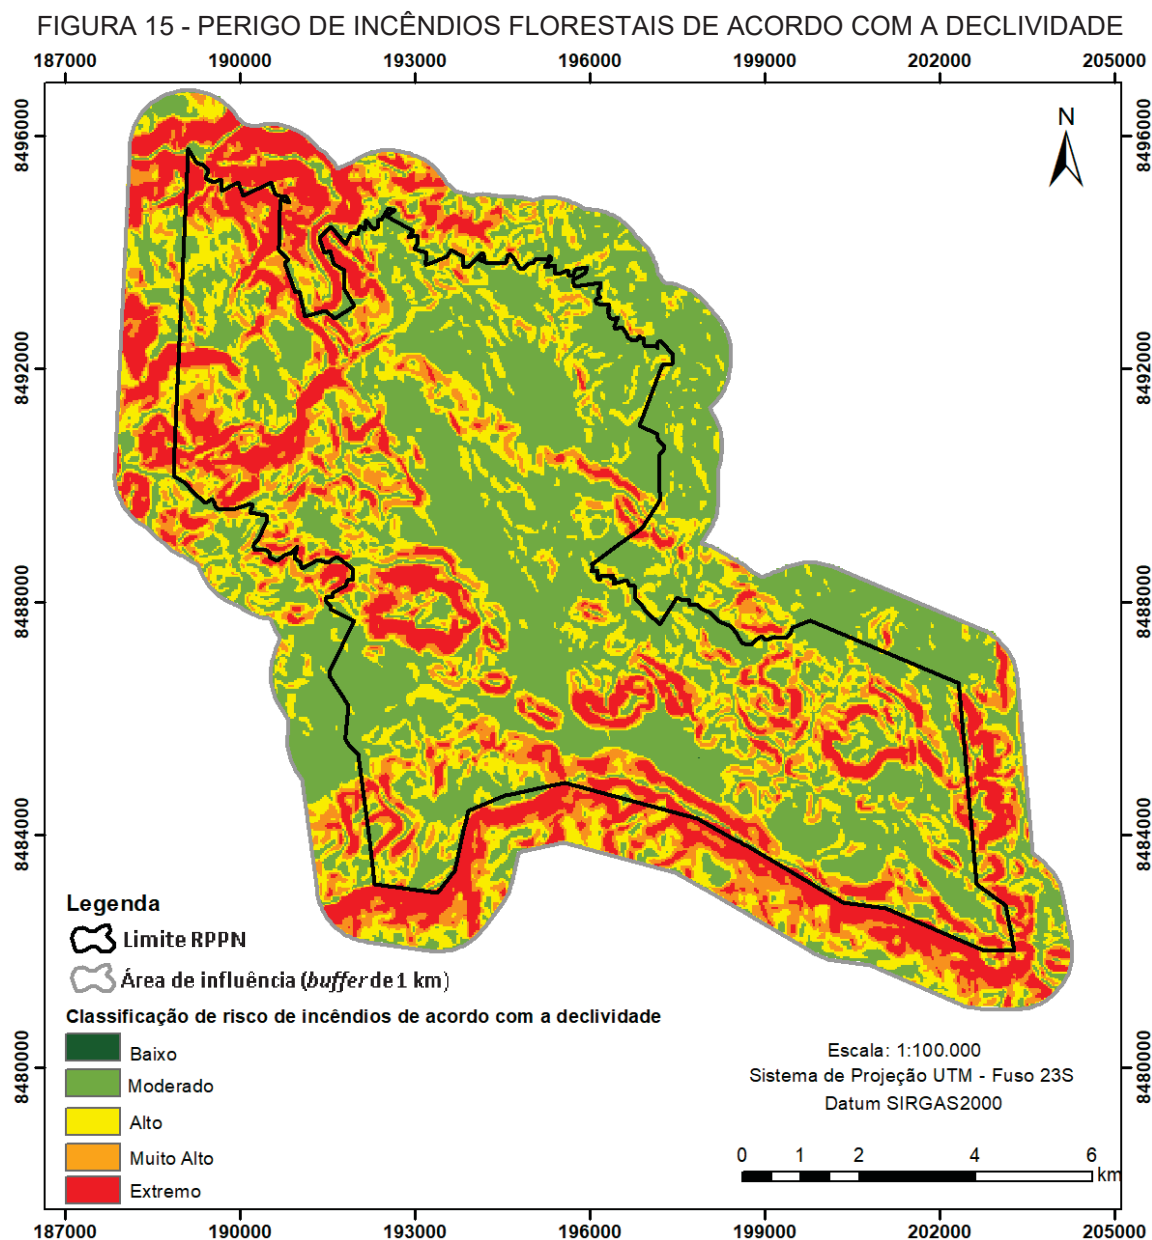 FIGURA 15 - PERIGO DE INCÊNDIOS FLORESTAIS DE ACORDO COM A DECLIVIDADE
187000 190000 193000 196000 199000 202000 205000
8496000 8496000
N
8492000 8492000
8488000 8488000
8484000 8484000
Legenda
Limite RPPN
Área de influência (buffer de 1 km)
Classificação de risco de incêndios de acordo com a declividade
Baixo
Moderado
Alto
Muito Alto
Extremo
8480000 8480000
Escala: 1:100.000
Sistema de Projeção UTM - Fuso 23S
Datum SIRGAS2000
0 1 2 4 6
km
187000 190000 193000 196000 199000 202000 205000